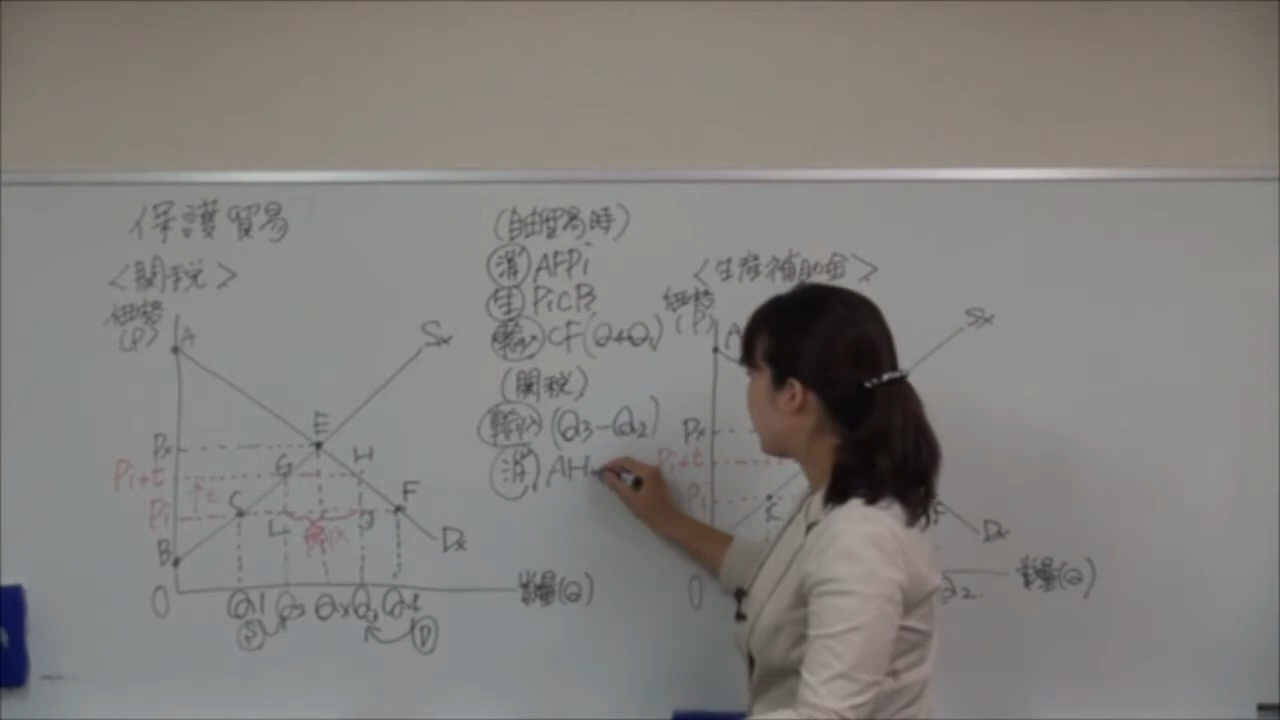 保護貿易
<関税>
価格
(P)
A
Sx
E
Px
H
Pi+t
G
t
C
F
Pi
L
J
輸入
B
Dx
0
Q1
Q2
Qx
Q3
Q4
数量(Q)
S
D
(自由貿易時)
消 AFPi
生 PiCB
輸入 CF(Q4Q1)
(関税)
輸入 (Q3-Q2)
消 AH
<生産補助金>
価格
(P)
A
Sx
Px
Pi+t
Pi
K
F
Dx
0
Q2
数量(Q)